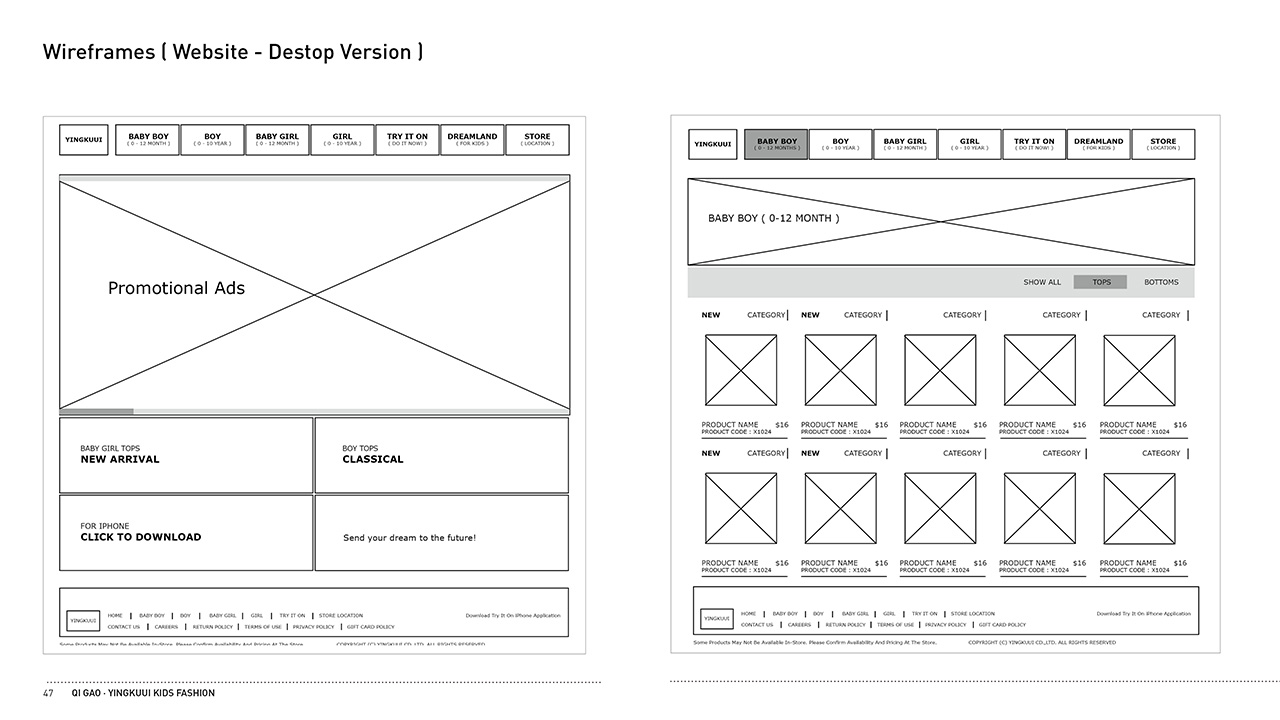 Wireframes ( Website - Destop Version )
YINGKUUI
BABY BOY
( 0 - 12 MONTH )
BOY
( 0 - 10 YEAR )
BABY GIRL
( 0 - 12 MONTH )
GIRL
( 0 - 10 YEAR )
TRY IT ON
( DO IT NOW! )
DREAMLAND
( FOR KIDS )
STORE
( LOCATION )
Promotional Ads
BABY GIRL TOPS
NEW ARRIVAL
BOY TOPS
CLASSICAL
FOR IPHONE
CLICK TO DOWNLOAD
Send your dream to the future!
YINGKUUI
HOME | BABY BOY | BOY | BABY GIRL | GIRL | TRY IT ON | STORE LOCATION
CONTACT US | CAREERS | RETURN POLICY | TERMS OF USE | PRIVACY POLICY | GIFT CARD POLICY
Download Try It On iPhone Application
Some Products May Not Be Available In-Store. Please Confirm Availability And Pricing At The Store. COPYRIGHT (C) YINGKUUI CO.,LTD. ALL RIGHTS RESERVED
YINGKUUI
BABY BOY
( 0 - 12 MONTHS )
BOY
( 0 - 10 YEAR )
BABY GIRL
( 0 - 12 MONTH )
GIRL
( 0 - 10 YEAR )
TRY IT ON
( DO IT NOW! )
DREAMLAND
( FOR KIDS )
STORE
( LOCATION )
BABY BOY ( 0-12 MONTH )
SHOW ALL TOPS BOTTOMS
NEW CATEGORY| NEW CATEGORY| CATEGORY| CATEGORY| CATEGORY |
PRODUCT NAME $16 PRODUCT NAME $16 PRODUCT NAME $16 PRODUCT NAME $16 PRODUCT NAME $16
PRODUCT CODE : X1024 PRODUCT CODE : X1024 PRODUCT CODE : X1024 PRODUCT CODE : X1024 PRODUCT CODE : X1024
NEW CATEGORY| NEW CATEGORY| CATEGORY| CATEGORY| CATEGORY |
PRODUCT NAME $16 PRODUCT NAME $16 PRODUCT NAME $16 PRODUCT NAME $16 PRODUCT NAME $16
PRODUCT CODE : X1024 PRODUCT CODE : X1024 PRODUCT CODE : X1024 PRODUCT CODE : X1024 PRODUCT CODE : X1024
YINGKUUI
HOME | BABY BOY | BOY | BABY GIRL | GIRL | TRY IT ON | STORE LOCATION
CONTACT US | CAREERS | RETURN POLICY | TERMS OF USE | PRIVACY POLICY | GIFT CARD POLICY
Download Try It On iPhone Application
Some Products May Not Be Available In-Store. Please Confirm Availability And Pricing At The Store. COPYRIGHT (C) YINGKUUI CO.,LTD. ALL RIGHTS RESERVED
47 QI GAO · YINGKUUI KIDS FASHION